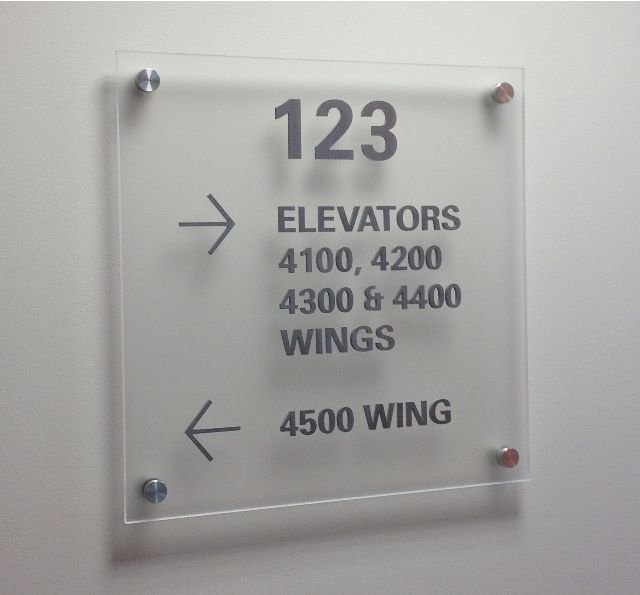 123
ELEVATORS
4100, 4200
4300 & 4400
WINGS
4500 WING